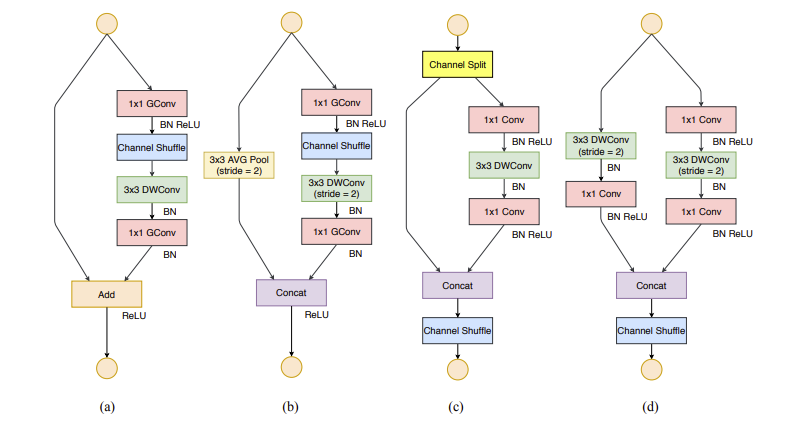 1x1 GConv
BN ReLU
Channel Shuffle
3x3 DWConv
BN
1x1 GConv
BN
Add
ReLU
(a)
1x1 GConv
BN ReLU
Channel Shuffle
3x3 AVG Pool
(stride = 2)
3x3 DWConv
(stride = 2)
BN
1x1 GConv
BN
Concat
ReLU
(b)
Channel Split
1x1 Conv
BN ReLU
3x3 DWConv
BN
1x1 Conv
BN ReLU
Concat
Channel Shuffle
(c)
3x3 DWConv
(stride = 2)
BN
1x1 Conv
BN ReLU
1x1 Conv
BN ReLU
3x3 DWConv
(stride = 2)
BN
1x1 Conv
BN ReLU
Concat
Channel Shuffle
(d)